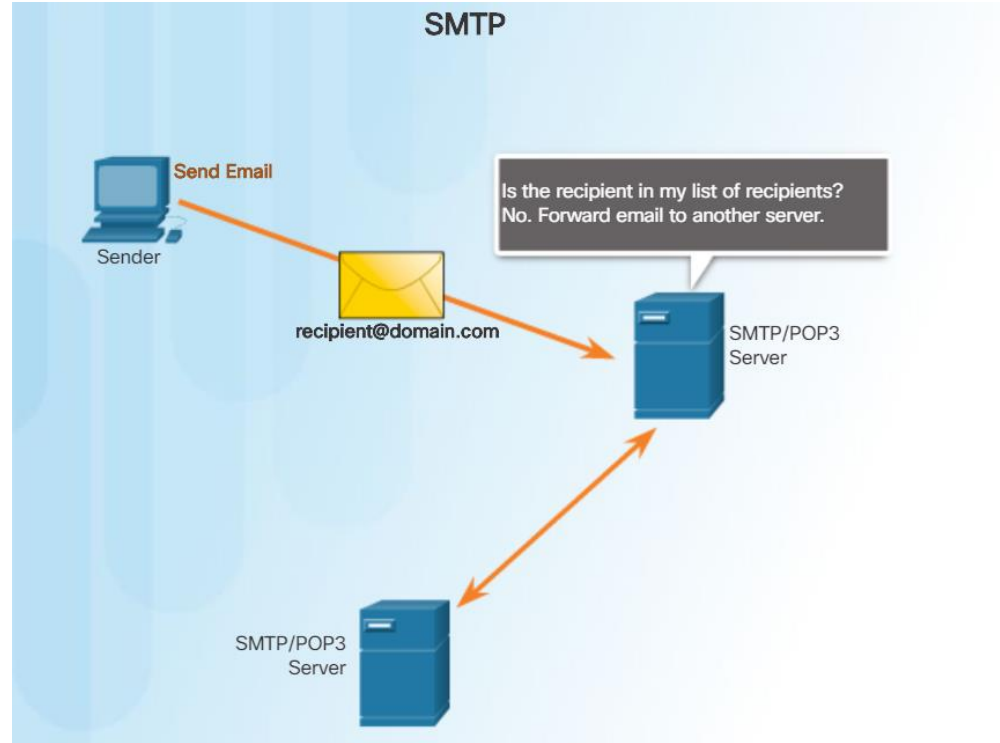 SMTP
Send Email
Is the recipient in my list of recipients?
No. Forward email to another server.
Sender
recipient@domain.com
SMTP/POP3
Server
SMTP/POP3
Server